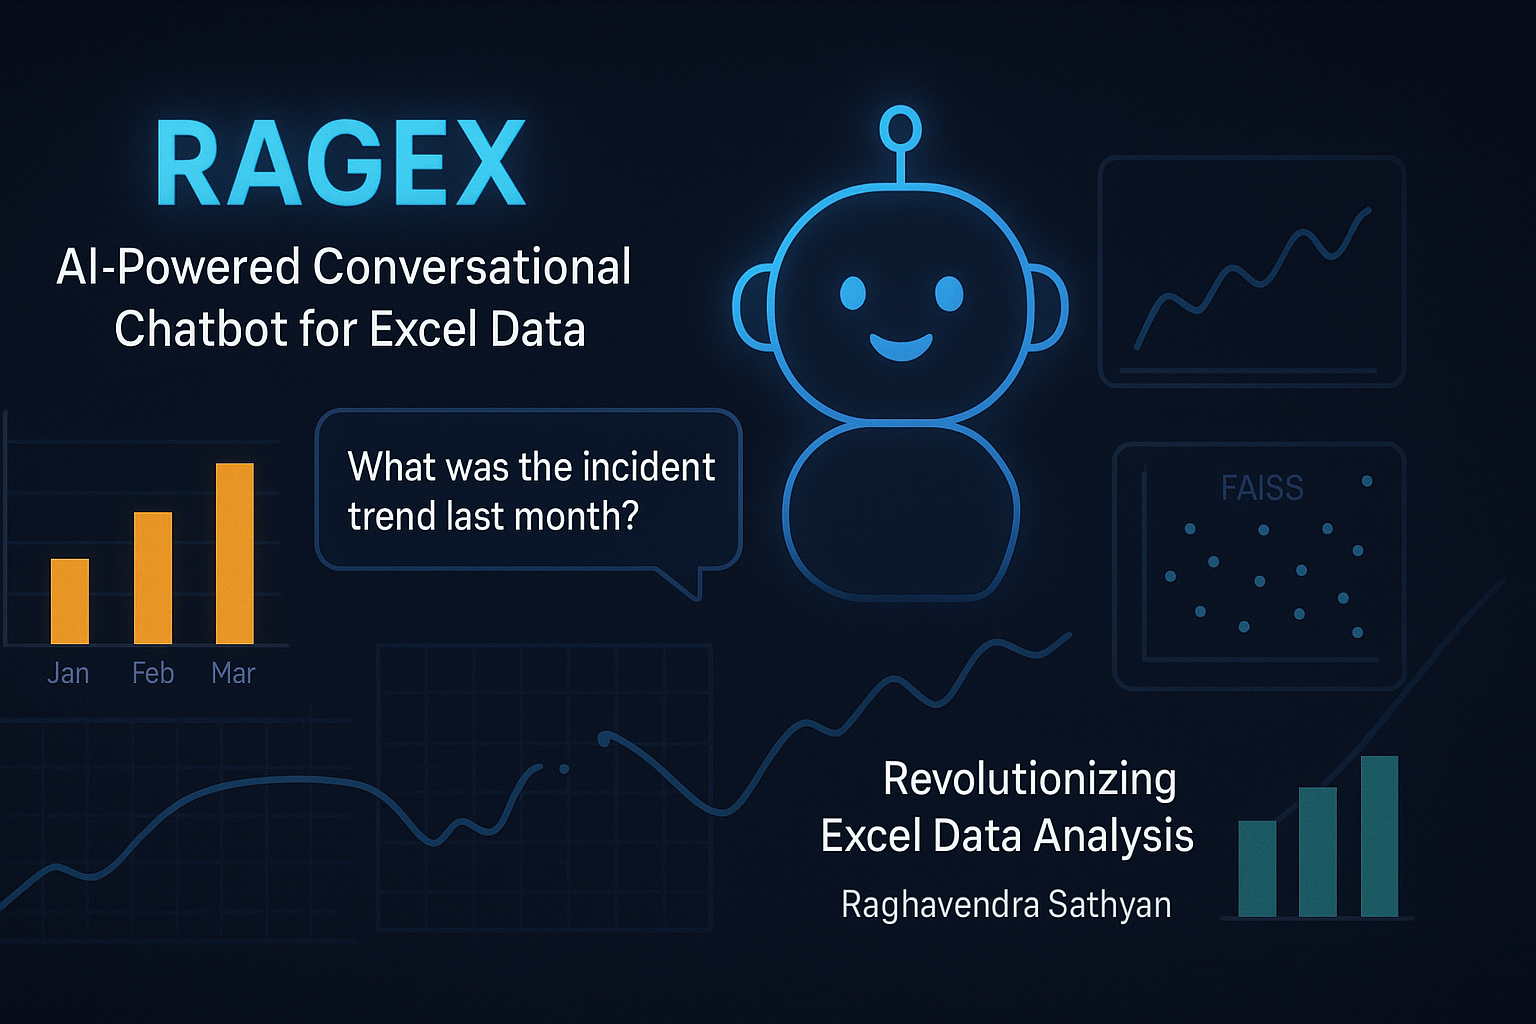 RAGEX
AI-Powered Conversational
Chatbot for Excel Data
What was the incident
trend last month?
Jan Feb Mar
FAISS
Revolutionizing
Excel Data Analysis
Raghavendra Sathyan